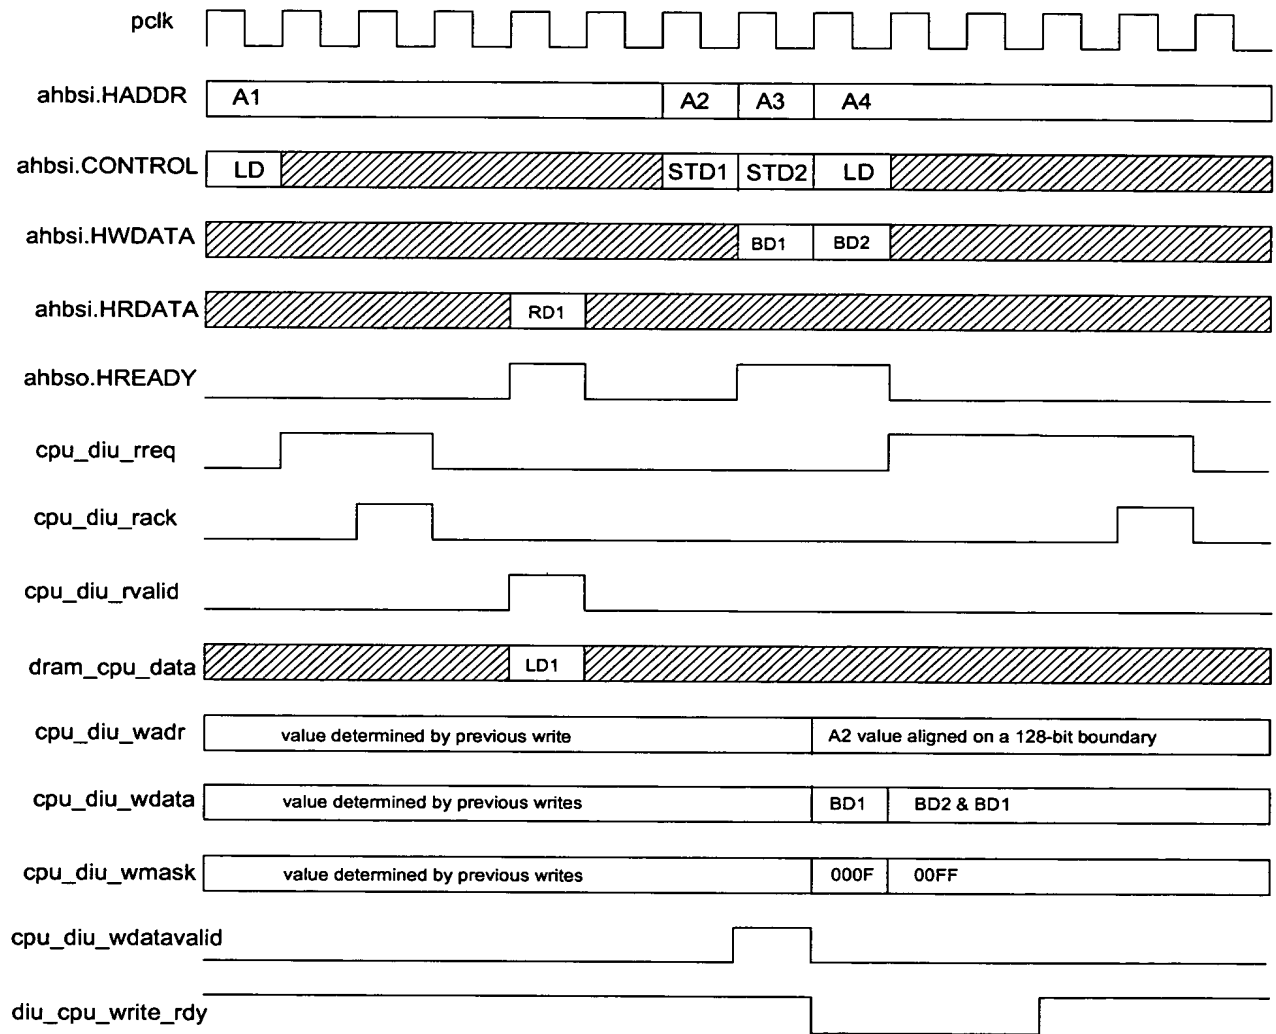 pclk
ahbsi.HADDR A1 A2 A3 A4
ahbsi.CONTROL LD STD1 STD2 LD
ahbsi.HWDATA BD1 BD2
ahbsi.HRDATA RD1
ahbso.HREADY
cpu_diu_rreq
cpu_diu_rack
cpu_diu_rvalid
dram_cpu_data LD1
cpu_diu_wadr value determined by previous write A2 value aligned on a 128-bit boundary
cpu_diu_wdata value determined by previous writes BD1 BD2 & BD1
cpu_diu_wmask value determined by previous writes 000F 00FF
cpu_diu_wdatavalid
diu_cpu_write_rdy